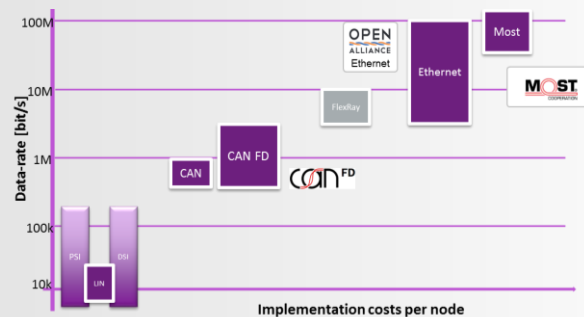 100M
10M
1M
100k
10k
Data-rate [bit/s]
PSI
LIN
DSI
CAN
CAN FD
CAN FD
FlexRay
OPEN
ALLIANCE
Ethernet
Ethernet
Most
MOST
COOPERATION
Implementation costs per node